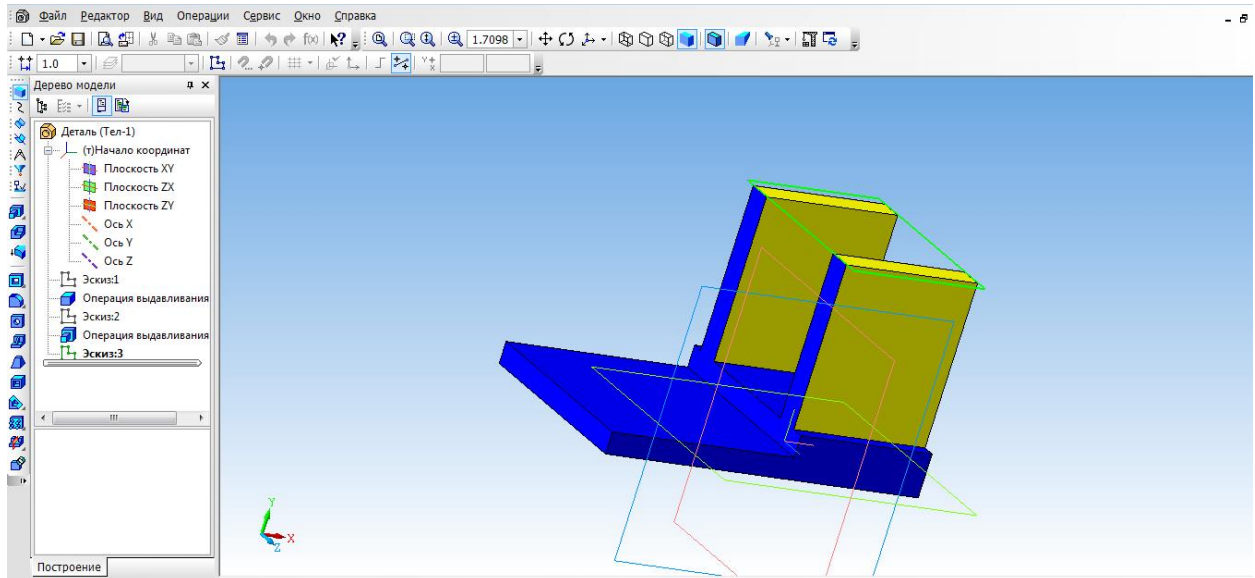 Файл Редактор Вид Операции Сервис Окно Справка
1.7098
1.0
Дерево модели
Деталь (Тел-1)
(т)Начало координат
Плоскость XY
Плоскость ZX
Плоскость ZY
Ось X
Ось Y
Ось Z
Эскиз:1
Операция выдавливания
Эскиз:2
Операция выдавливания
Эскиз:3
Построение
Y
X
Z